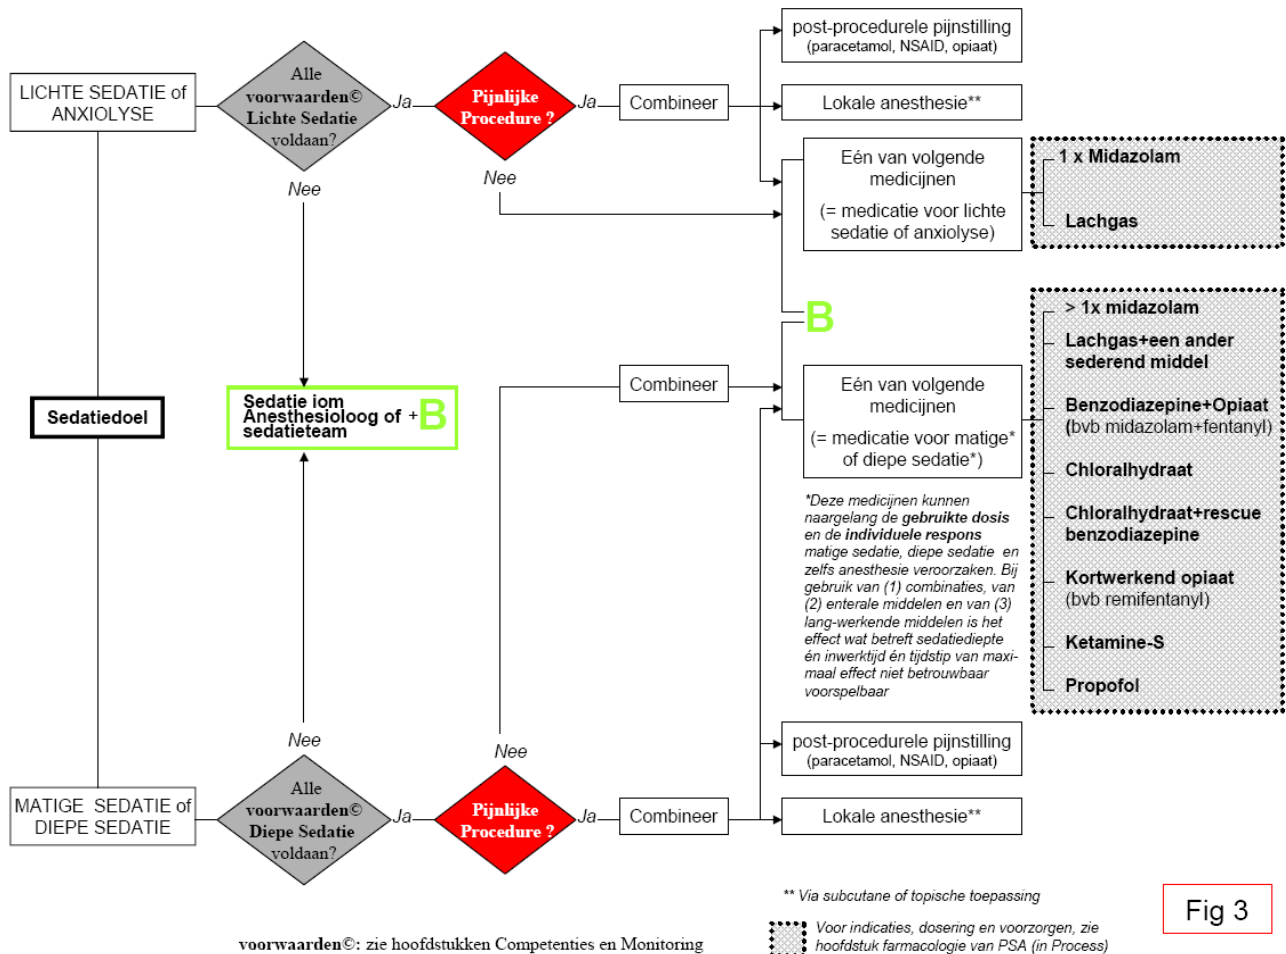 LICHTE SEDATIE of
ANXIOLYSE
Alle
voorwaarden©
Lichte Sedatie
voldaan?
Ja
Nee
Pijnlijke
Procedure ?
Ja
Nee
Combineer
post-procedurele pijnstilling
(paracetamol, NSAID, opiaat)
Lokale anesthesie**
Eén van volgende
medicijnen
(= medicatie voor lichte
sedatie of anxiolyse)
1 x Midazolam
Lachgas
B
Sedatiedoel
Sedatie iom
Anesthesioloog of +
sedatieteam
B
Combineer
Eén van volgende
medicijnen
(= medicatie voor matige*
of diepe sedatie*)
> 1x midazolam
Lachgas+een ander
sederend middel
Benzodiazepine+Opiaat
(bvb midazolam+fentanyl)
Chloralhydraat
Chloralhydraat+rescue
benzodiazepine
Kortwerkend opiaat
(bvb remifentanyl)
Ketamine-S
Propofol
*Deze medicijnen kunnen
naargelang de gebruikte dosis
en de individuele respons
matige sedatie, diepe sedatie en
zelfs anesthesie veroorzaken. Bij
gebruik van (1) combinaties, van
(2) enterale middelen en van (3)
lang-werkende middelen is het
effect wat betreft sedatiediepte
én inwerktijd én tijdstip van maxi-
maal effect niet betrouwbaar
voorspelbaar
MATIGE SEDATIE of
DIEPE SEDATIE
Nee
Alle
voorwaarden©
Diepe Sedatie
voldaan?
Ja
Nee
Pijnlijke
Procedure ?
Ja
Combineer
post-procedurele pijnstilling
(paracetamol, NSAID, opiaat)
Lokale anesthesie**
** Via subcutane of topische toepassing
Voor indicaties, dosering en voorzorgen, zie
hoofdstuk farmacologie van PSA (in Process)
Fig 3
voorwaarden©: zie hoofdstukken Competenties en Monitoring